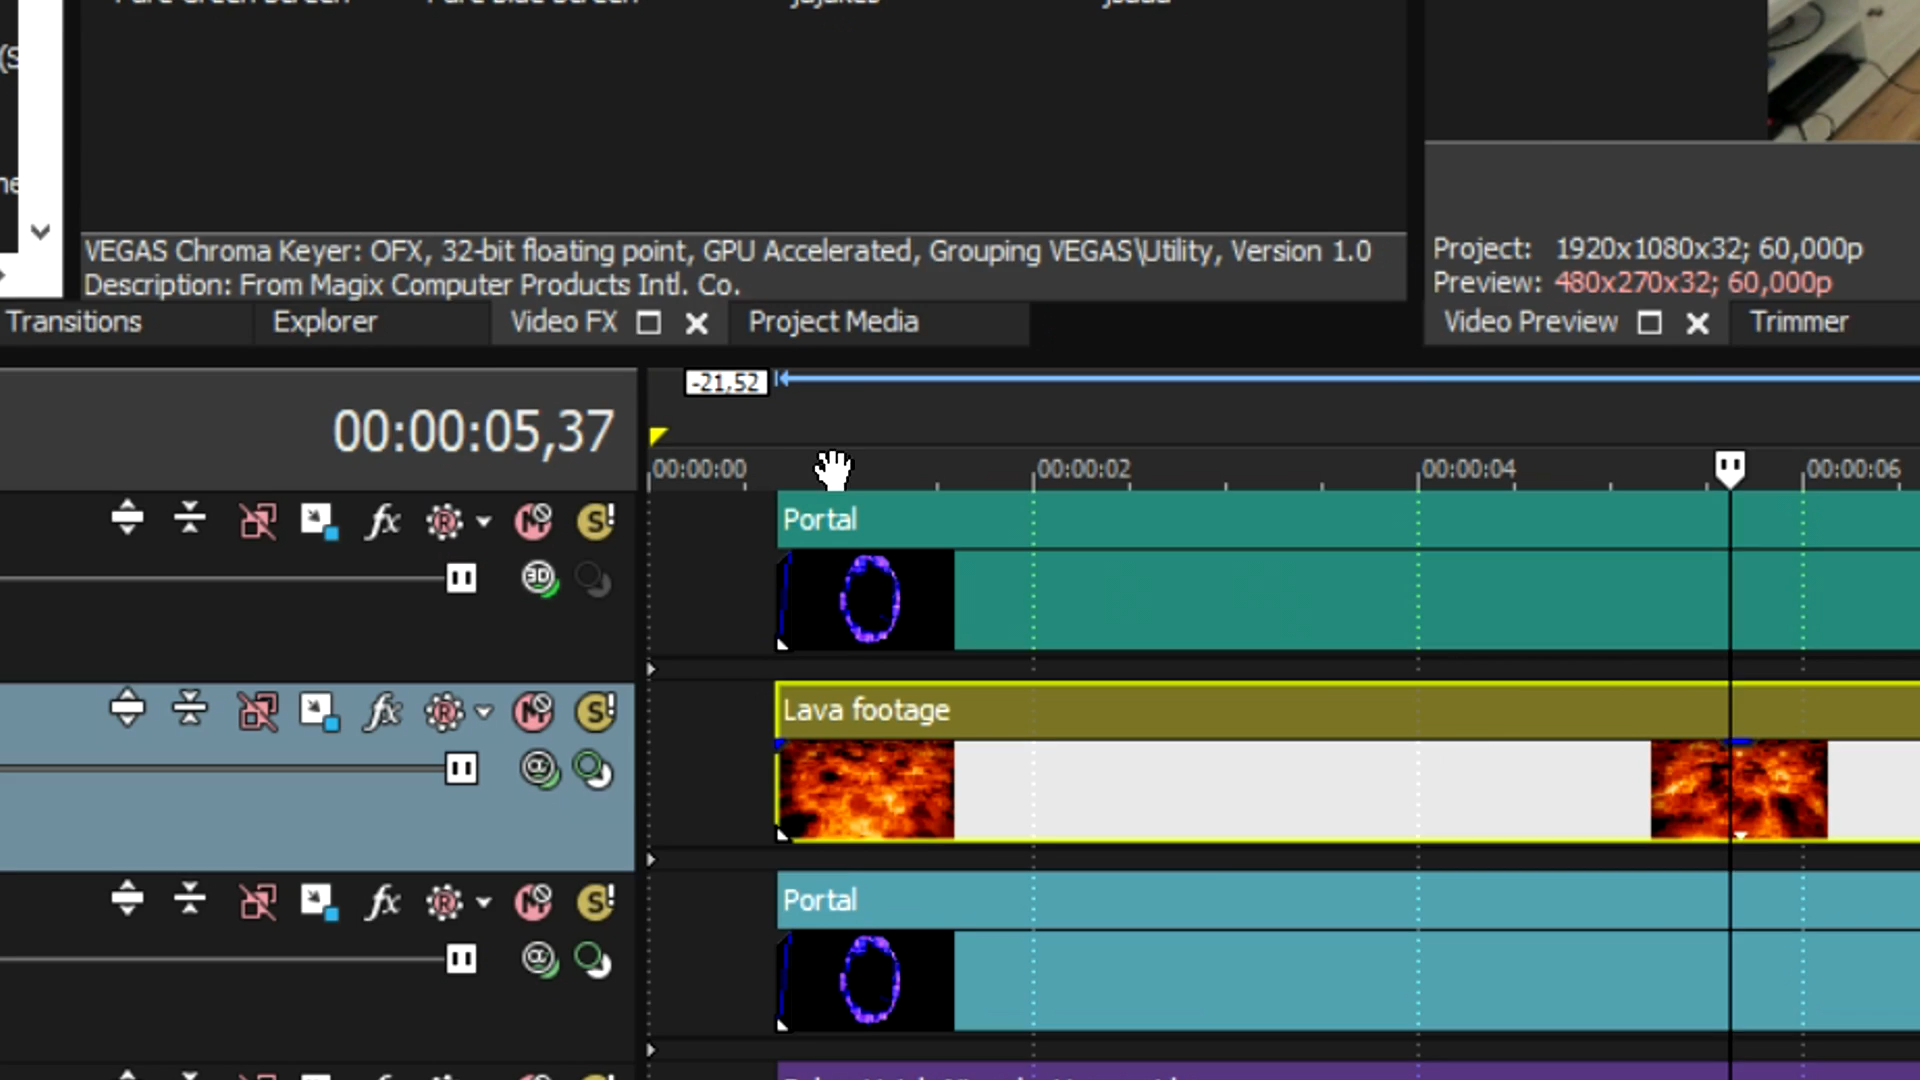 VEGAS Chroma Keyer: OFX, 32-bit floating point, GPU Accelerated, Grouping VEGAS\Utility, Version 1.0
Description: From Magix Computer Products Intl. Co.
Project: 1920x1080x32; 60,000p
Preview: 480x270x32; 60,000p
Transitions Explorer Video FX Project Media Video Preview Trimmer
-21,52
00:00:05,37
00:00:00 00:00:02 00:00:04 00:00:06
Portal
Lava footage
Portal